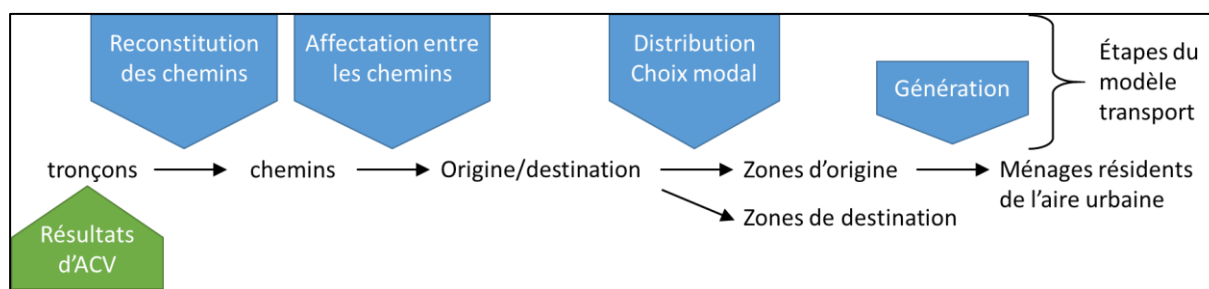 Reconstitution
des chemins
Affectation entre
les chemins
Distribution
Choix modal
Génération
Étapes du
modèle
transport
tronçons
chemins
Origine/destination
Zones d'origine
Ménages résidents
de l'aire urbaine
Zones de destination
Résultats
d'ACV